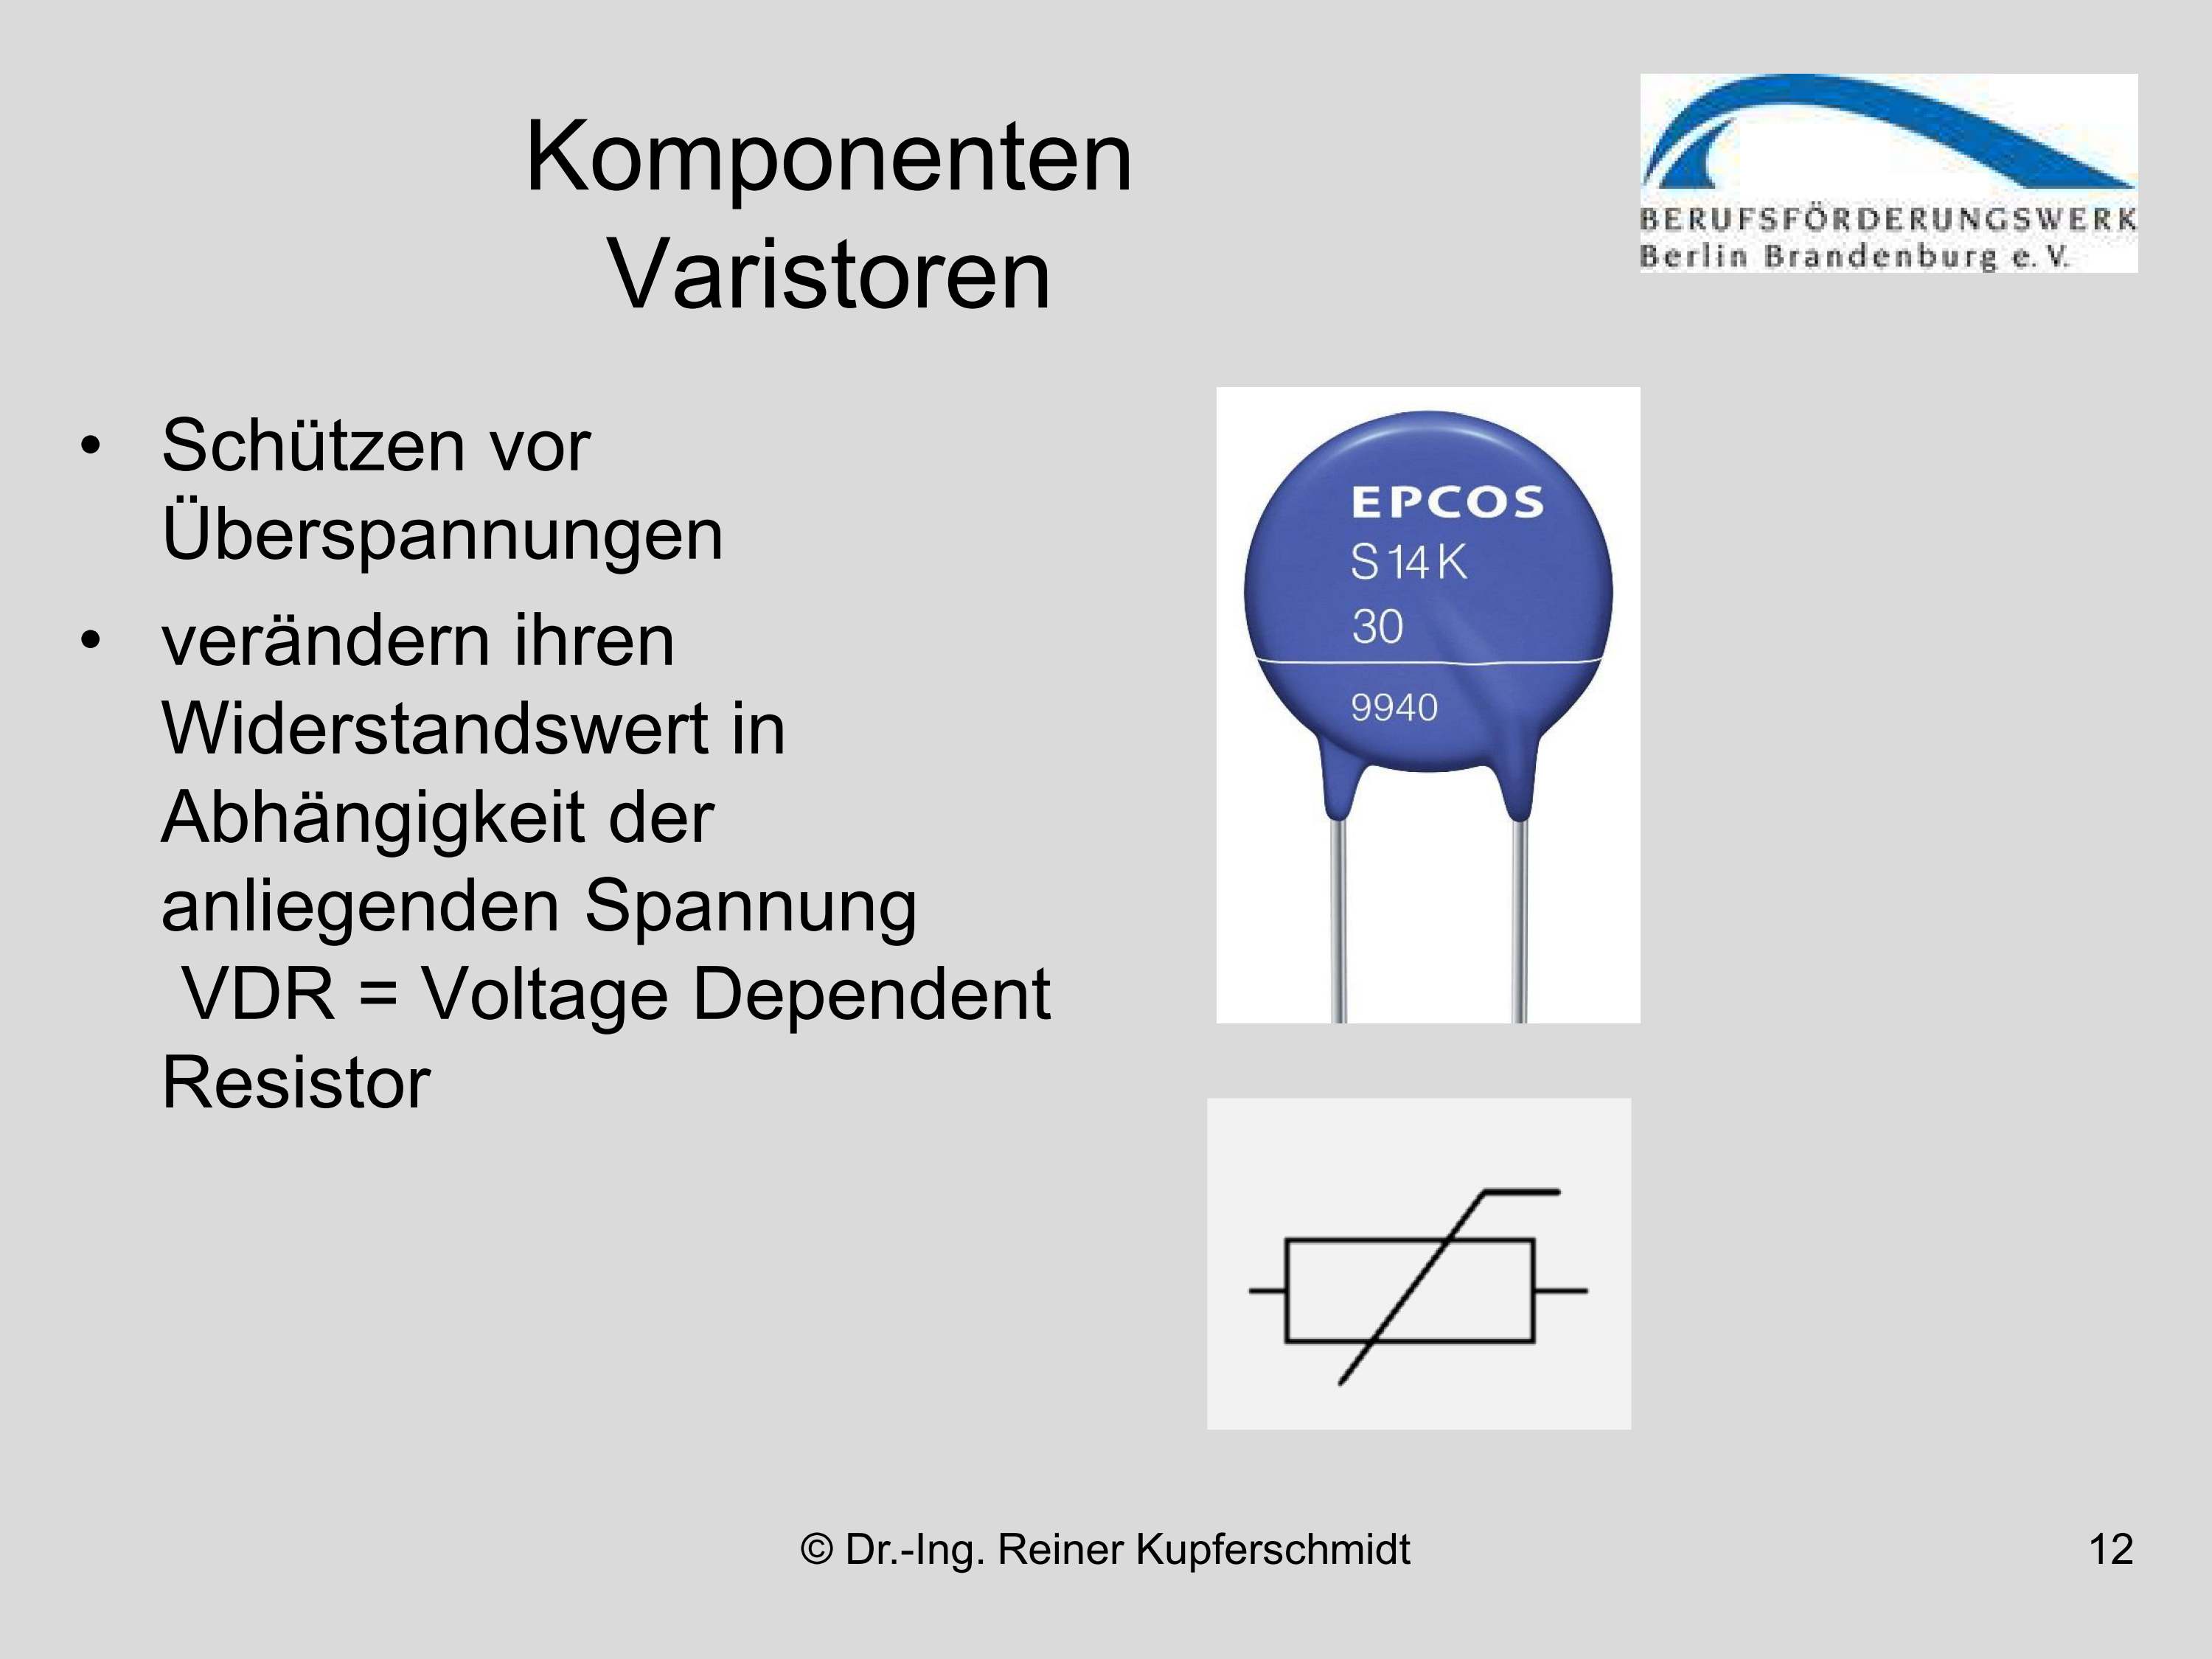 Komponenten
Varistoren
BERUFSFÖRDERUNGSWERK
Berlin Brandenburg e. V.
• Schützen vor
Überspannungen
• verändern ihren
Widerstandswert in
Abhängigkeit der
anliegenden Spannung
VDR = Voltage Dependent
Resistor
EPCOS
S14K
30
9940
© Dr.-Ing. Reiner Kupferschmidt
12